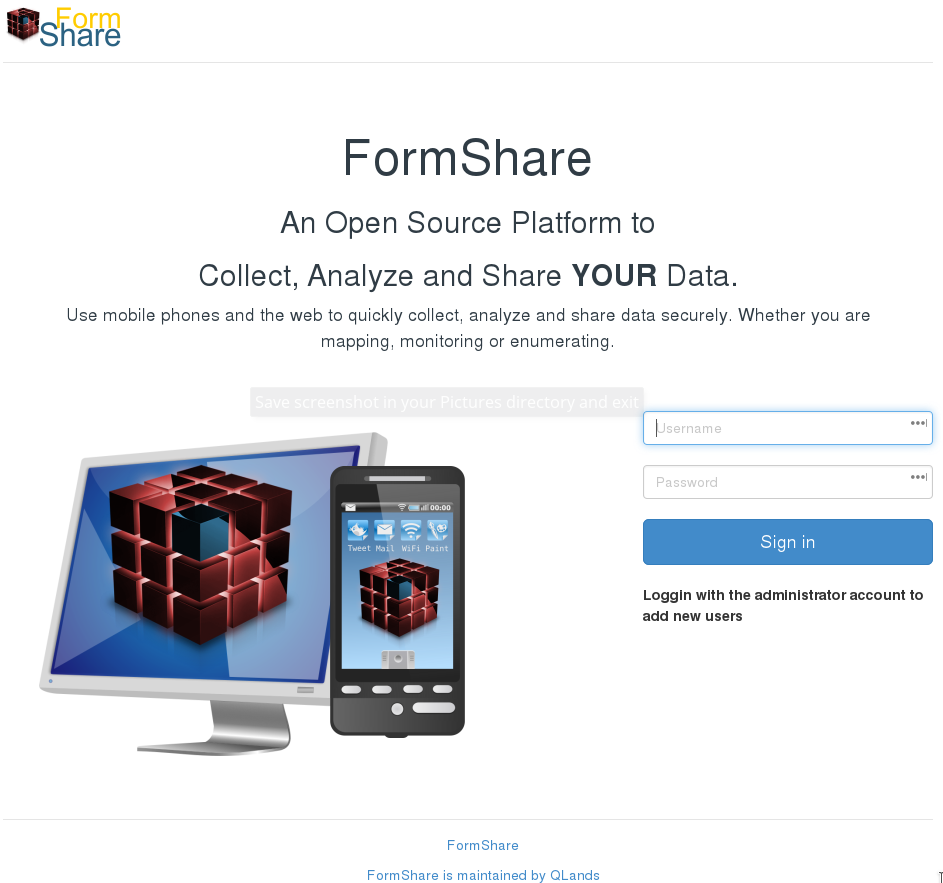 Form
Share
FormShare
An Open Source Platform to
Collect, Analyze and Share YOUR Data.
Use mobile phones and the web to quickly collect, analyze and share data securely. Whether you are
mapping, monitoring or enumerating.
Save screenshot in your Pictures directory and exit
Username
Password
00:00
Tweet Mail WiFi Paint
Sign in
Loggin with the administrator account to
add new users
FormShare
FormShare is maintained by QLands